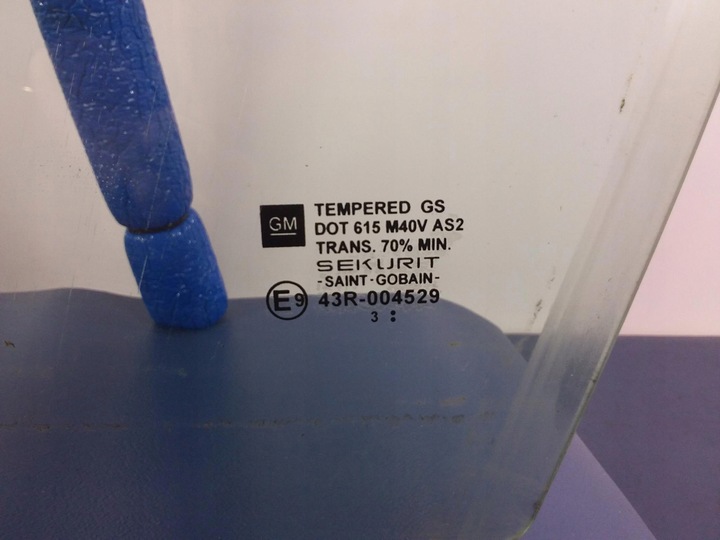 GM
TEMPERED GS
DOT 615 M40V AS2
TRANS. 70% MIN.
SEKURIT
-SAINT-GOBAIN-
E9 43R-004529
3 :